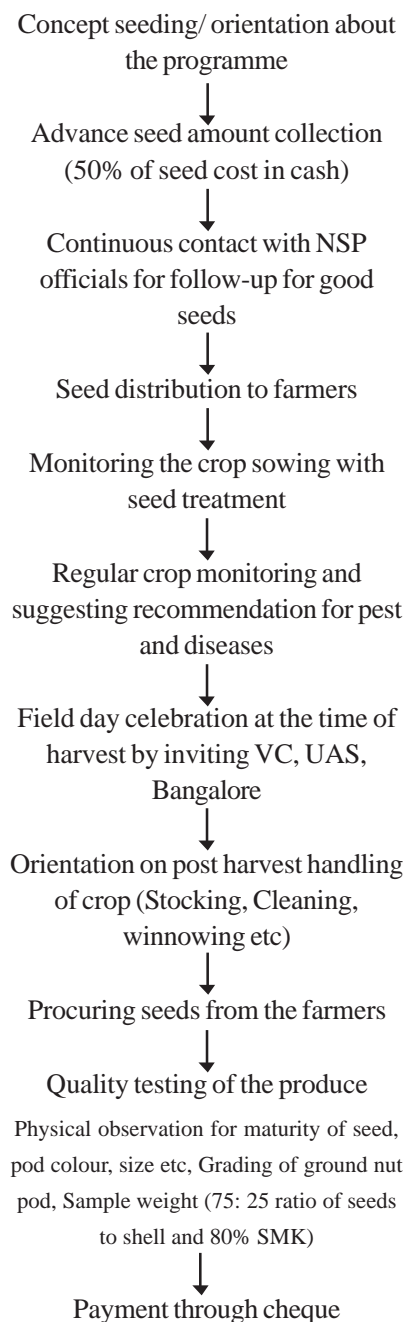 Concept seeding/ orientation about
the programme
Advance seed amount collection
(50% of seed cost in cash)
Continuous contact with NSP
officials for follow-up for good
seeds
Seed distribution to farmers
Monitoring the crop sowing with
seed treatment
Regular crop monitoring and
suggesting recommendation for pest
and diseases
Field day celebration at the time of
harvest by inviting VC, UAS,
Bangalore
Orientation on post harvest handling
of crop (Stocking, Cleaning,
winnowing etc)
Procuring seeds from the farmers
Quality testing of the produce
Physical observation for maturity of seed,
pod colour, size etc, Grading of ground nut
pod, Sample weight (75: 25 ratio of seeds
to shell and 80% SMK)
Payment through cheque